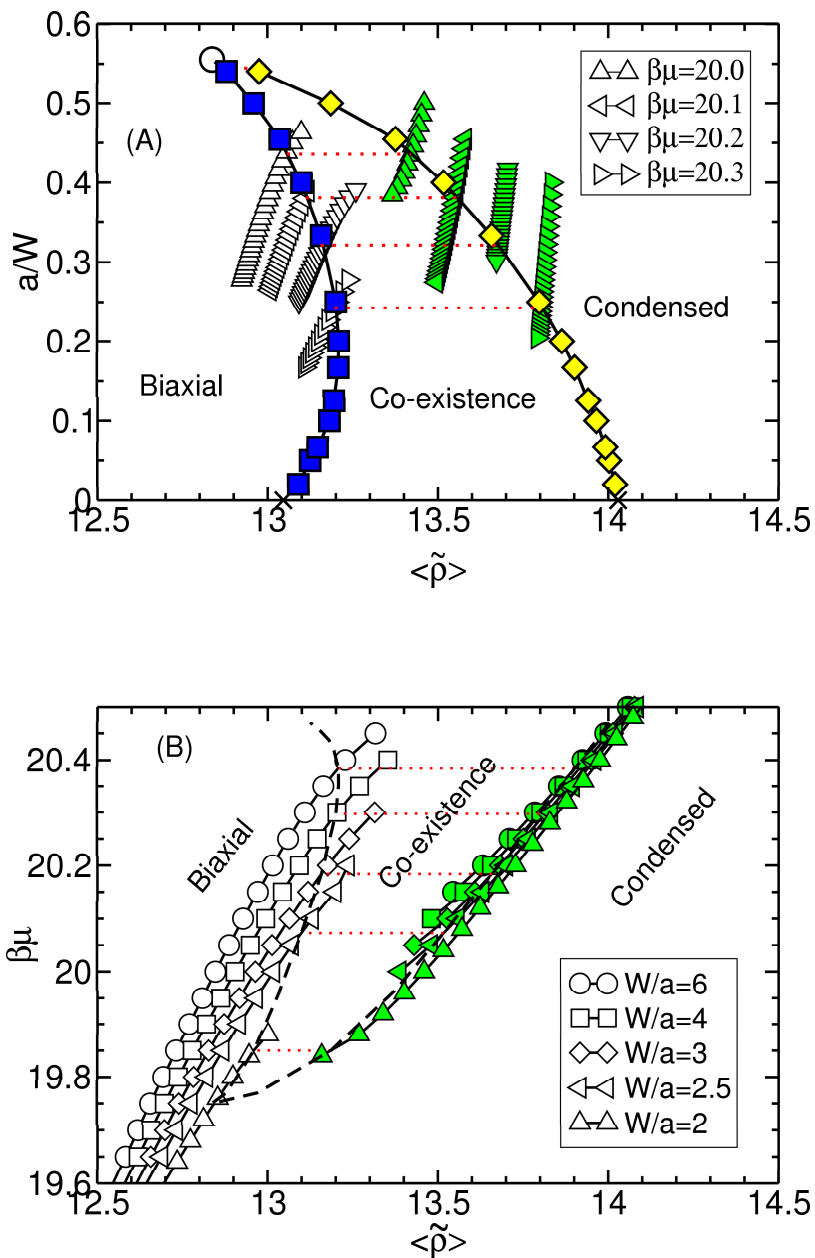 0.6
0.5
0.4
0.3
0.2
0.1
0
a/W
(A)
βμ=20.0
βμ=20.1
βμ=20.2
βμ=20.3
Condensed
Biaxial
Co-existence
12.5 13 13.5 14 14.5
<ρ̃>
20.4
20.2
20
19.8
19.6
βμ
(B)
Biaxial
Co-existence
Condensed
W/a=6
W/a=4
W/a=3
W/a=2.5
W/a=2
12.5 13 13.5 14 14.5
<ρ̃>